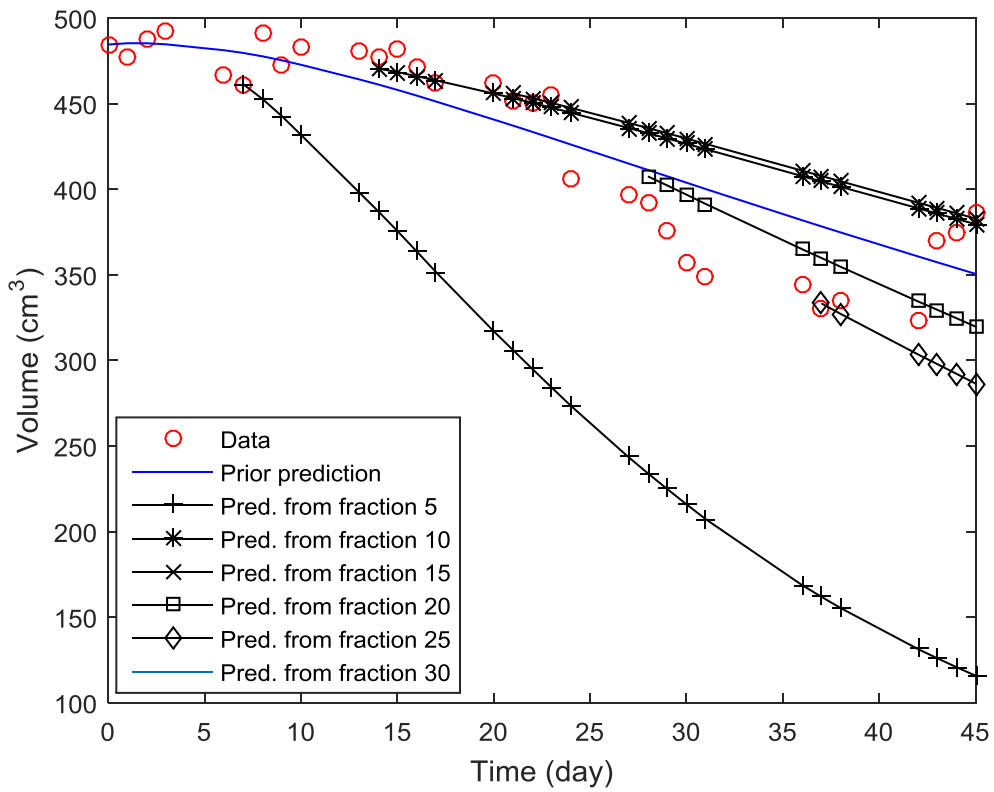 500
450
400
350
300
250
200
150
100
Volume (cm³)
Data
Prior prediction
Pred. from fraction 5
Pred. from fraction 10
Pred. from fraction 15
Pred. from fraction 20
Pred. from fraction 25
Pred. from fraction 30
0 5 10 15 20 25 30 35 40 45
Time (day)